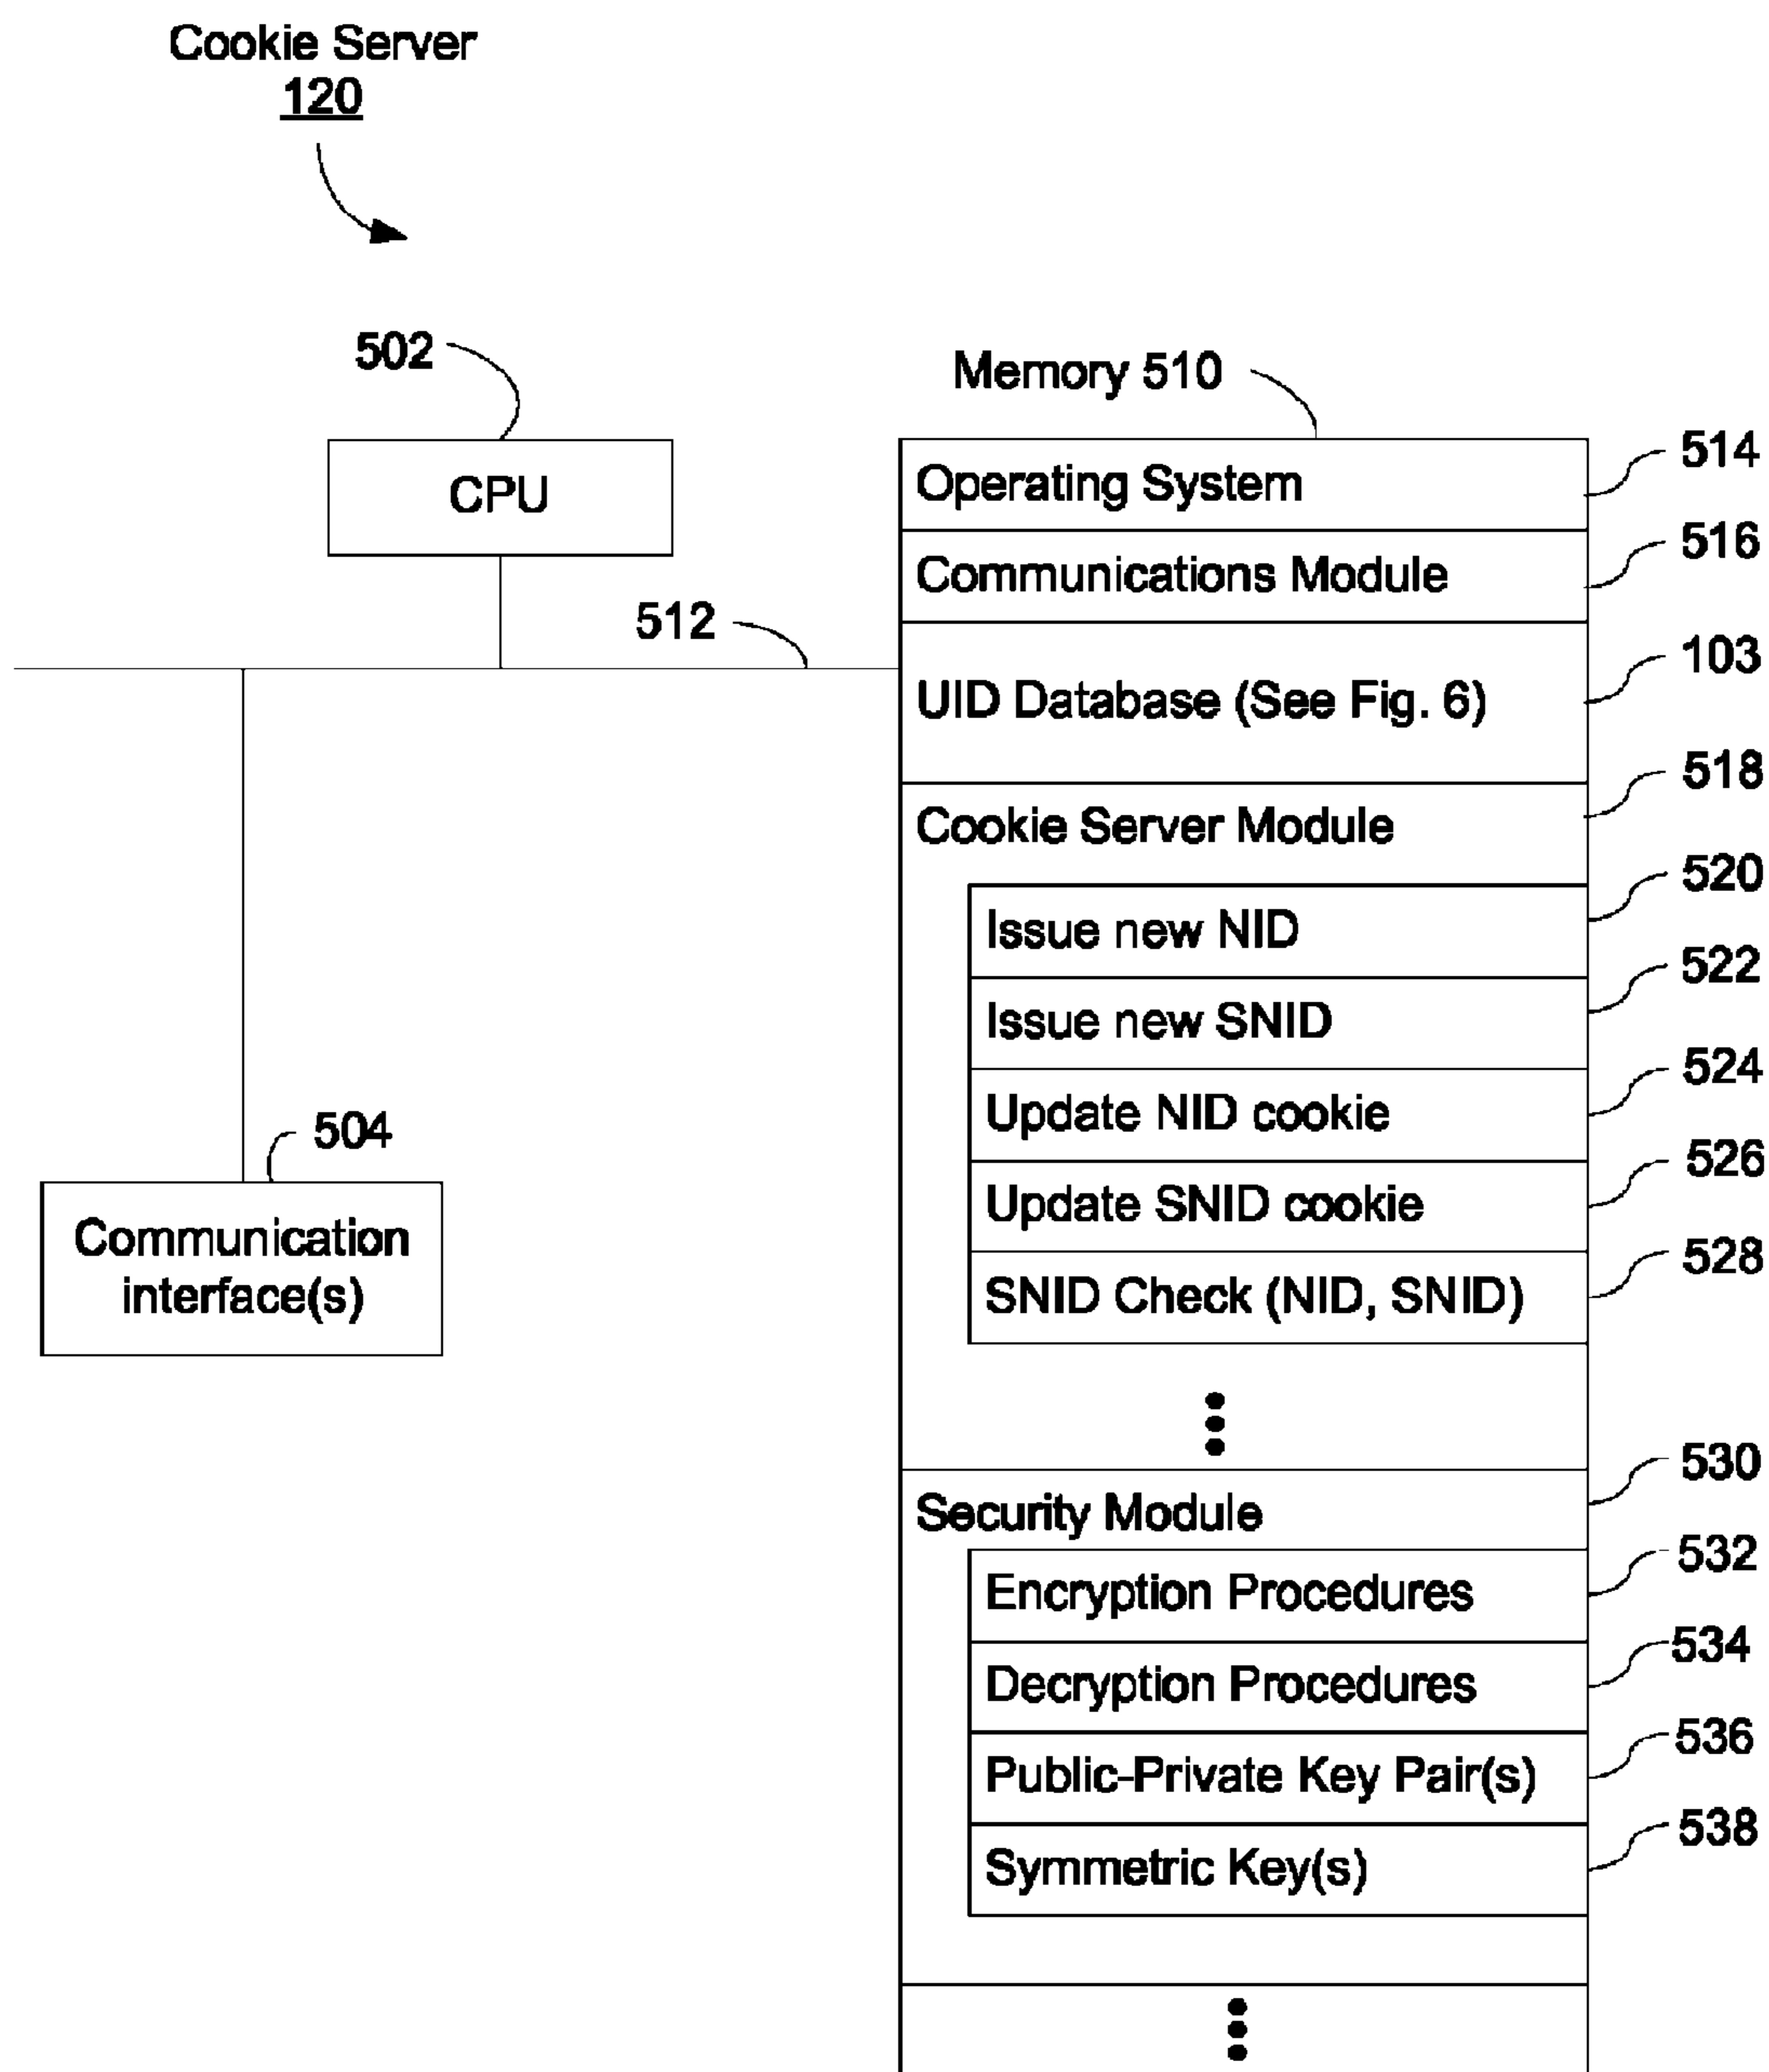 Cookie Server
120
502
CPU
512
504
Communication
interface(s)
Memory 510
Operating System
514
Communications Module
516
UID Database (See Fig. 6)
103
Cookie Server Module
518
Issue new NID
520
Issue new SNID
522
Update NID cookie
524
Update SNID cookie
526
SNID Check (NID, SNID)
528
Security Module
530
Encryption Procedures
532
Decryption Procedures
534
Public-Private Key Pair(s)
536
Symmetric Key(s)
538